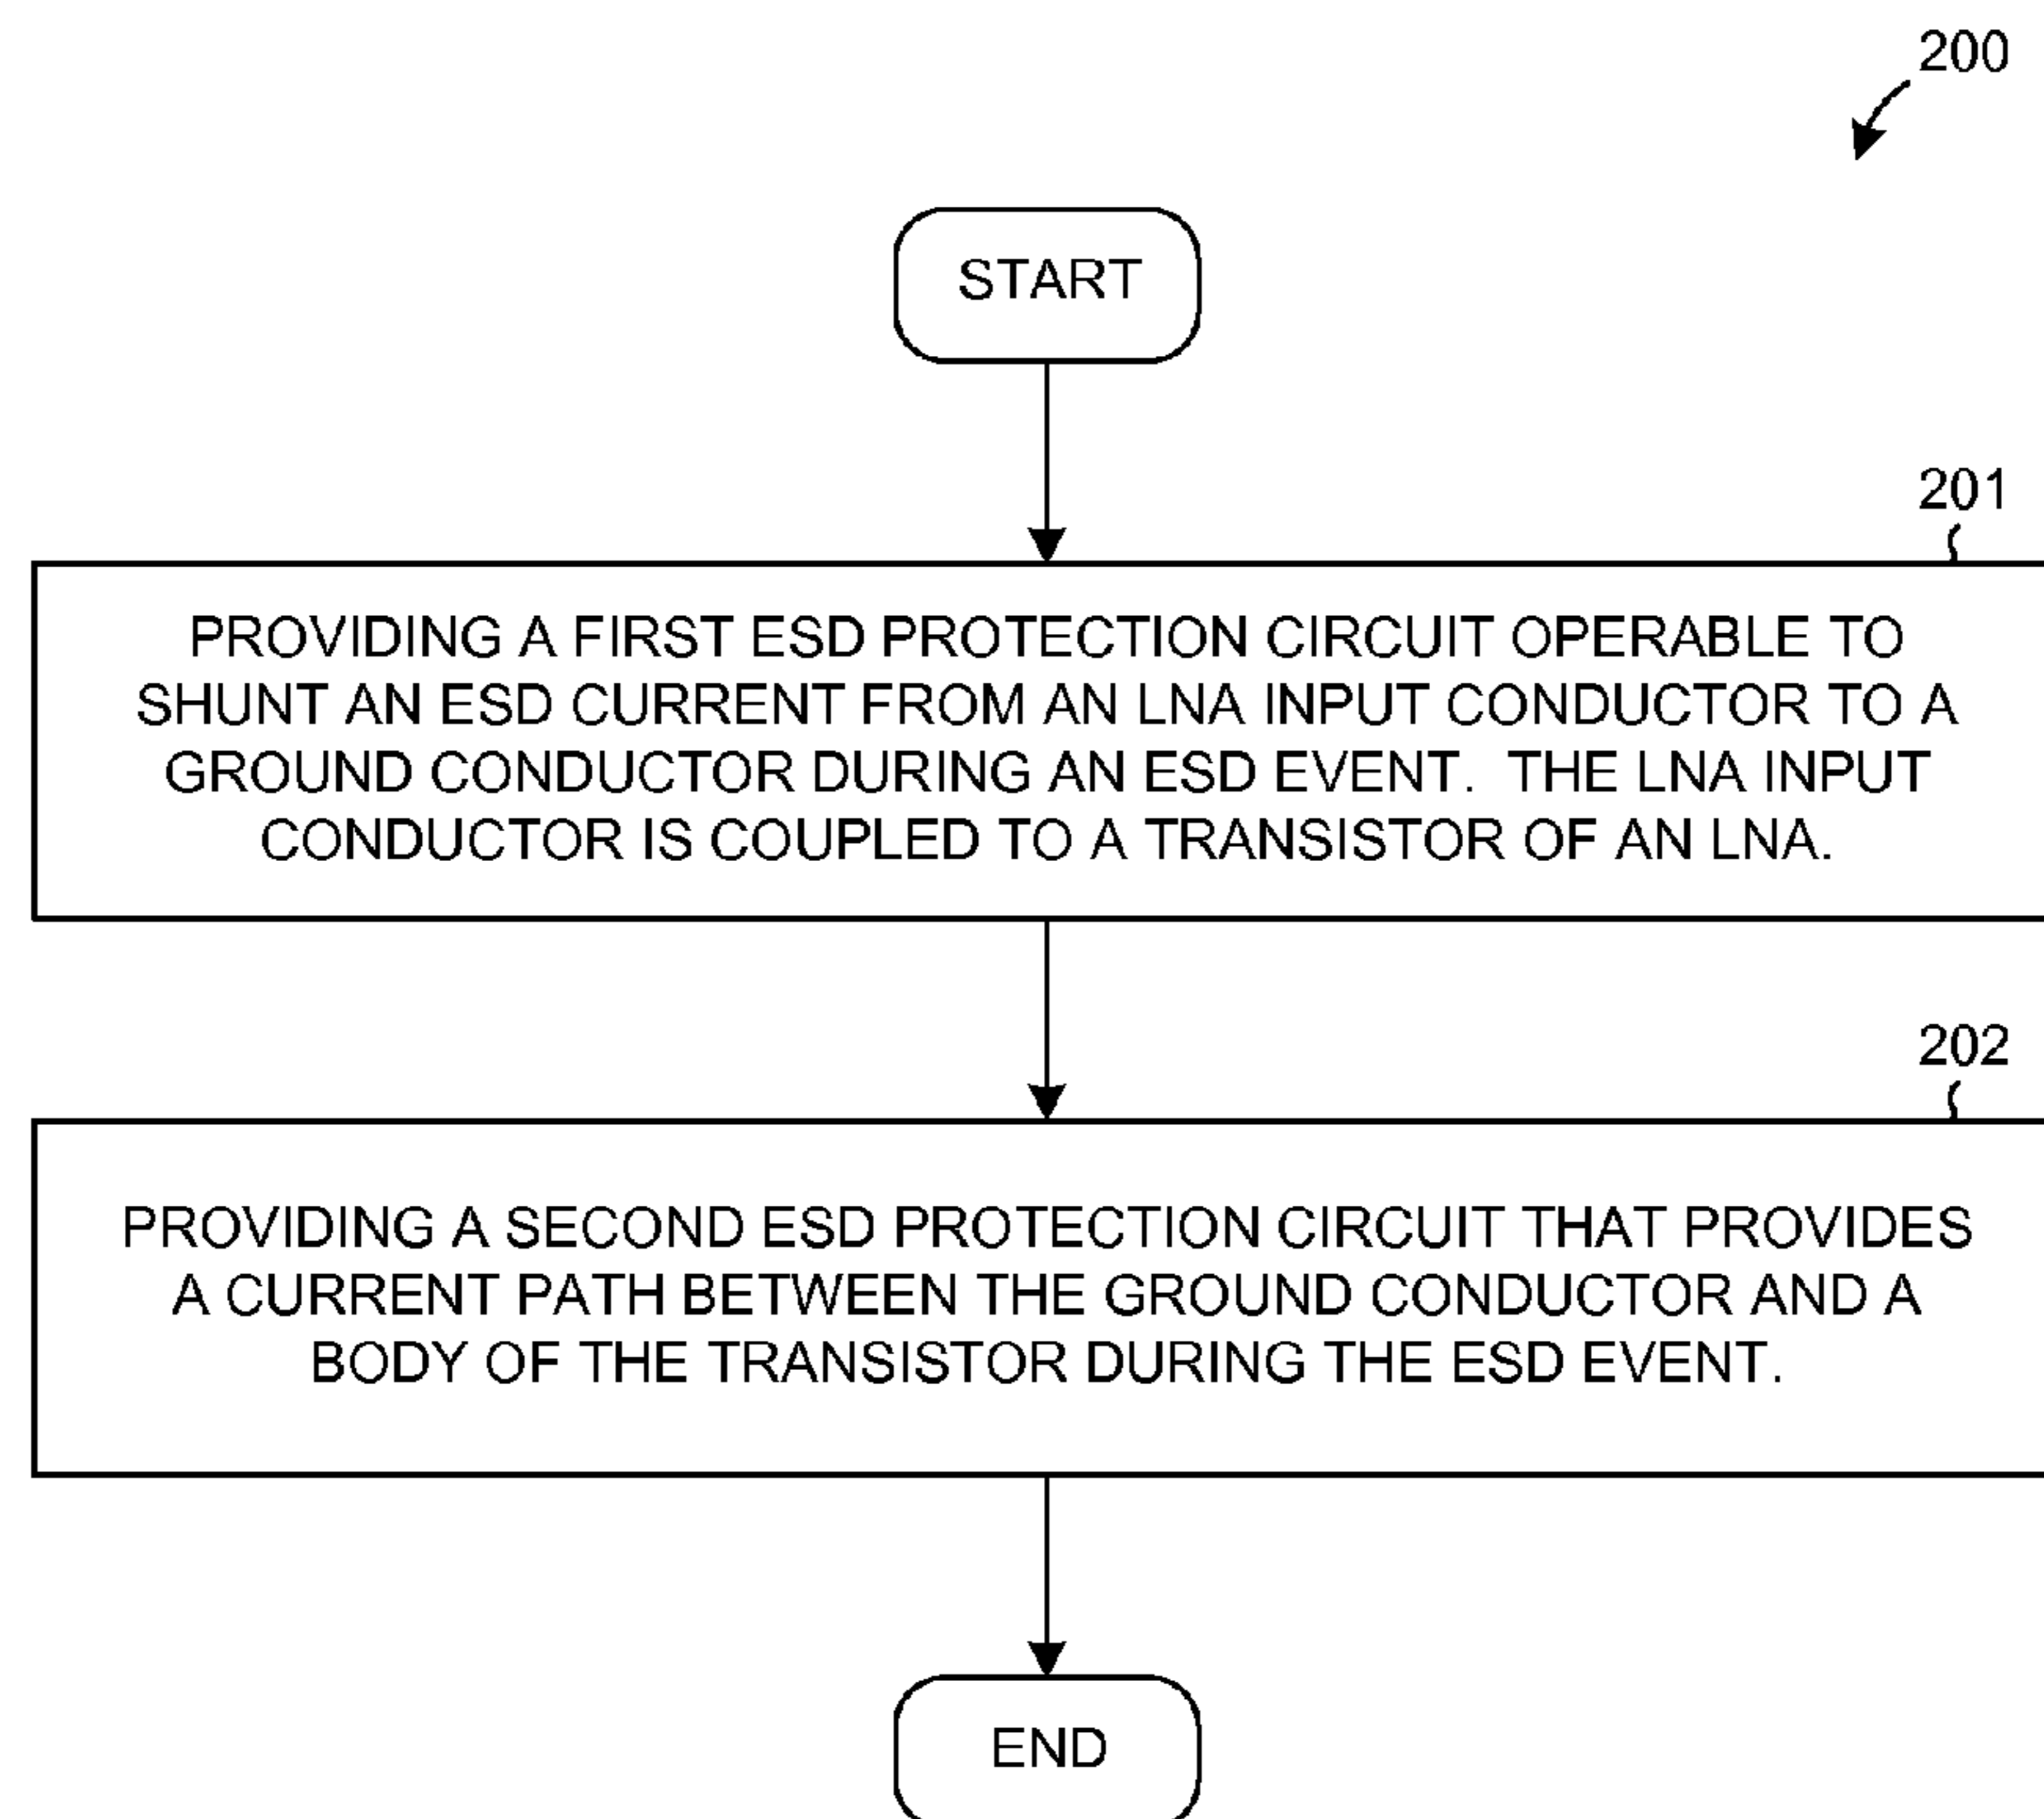 200
START
201
PROVIDING A FIRST ESD PROTECTION CIRCUIT OPERABLE TO
SHUNT AN ESD CURRENT FROM AN LNA INPUT CONDUCTOR TO A
GROUND CONDUCTOR DURING AN ESD EVENT.  THE LNA INPUT
CONDUCTOR IS COUPLED TO A TRANSISTOR OF AN LNA.
202
PROVIDING A SECOND ESD PROTECTION CIRCUIT THAT PROVIDES
A CURRENT PATH BETWEEN THE GROUND CONDUCTOR AND A
BODY OF THE TRANSISTOR DURING THE ESD EVENT.
END